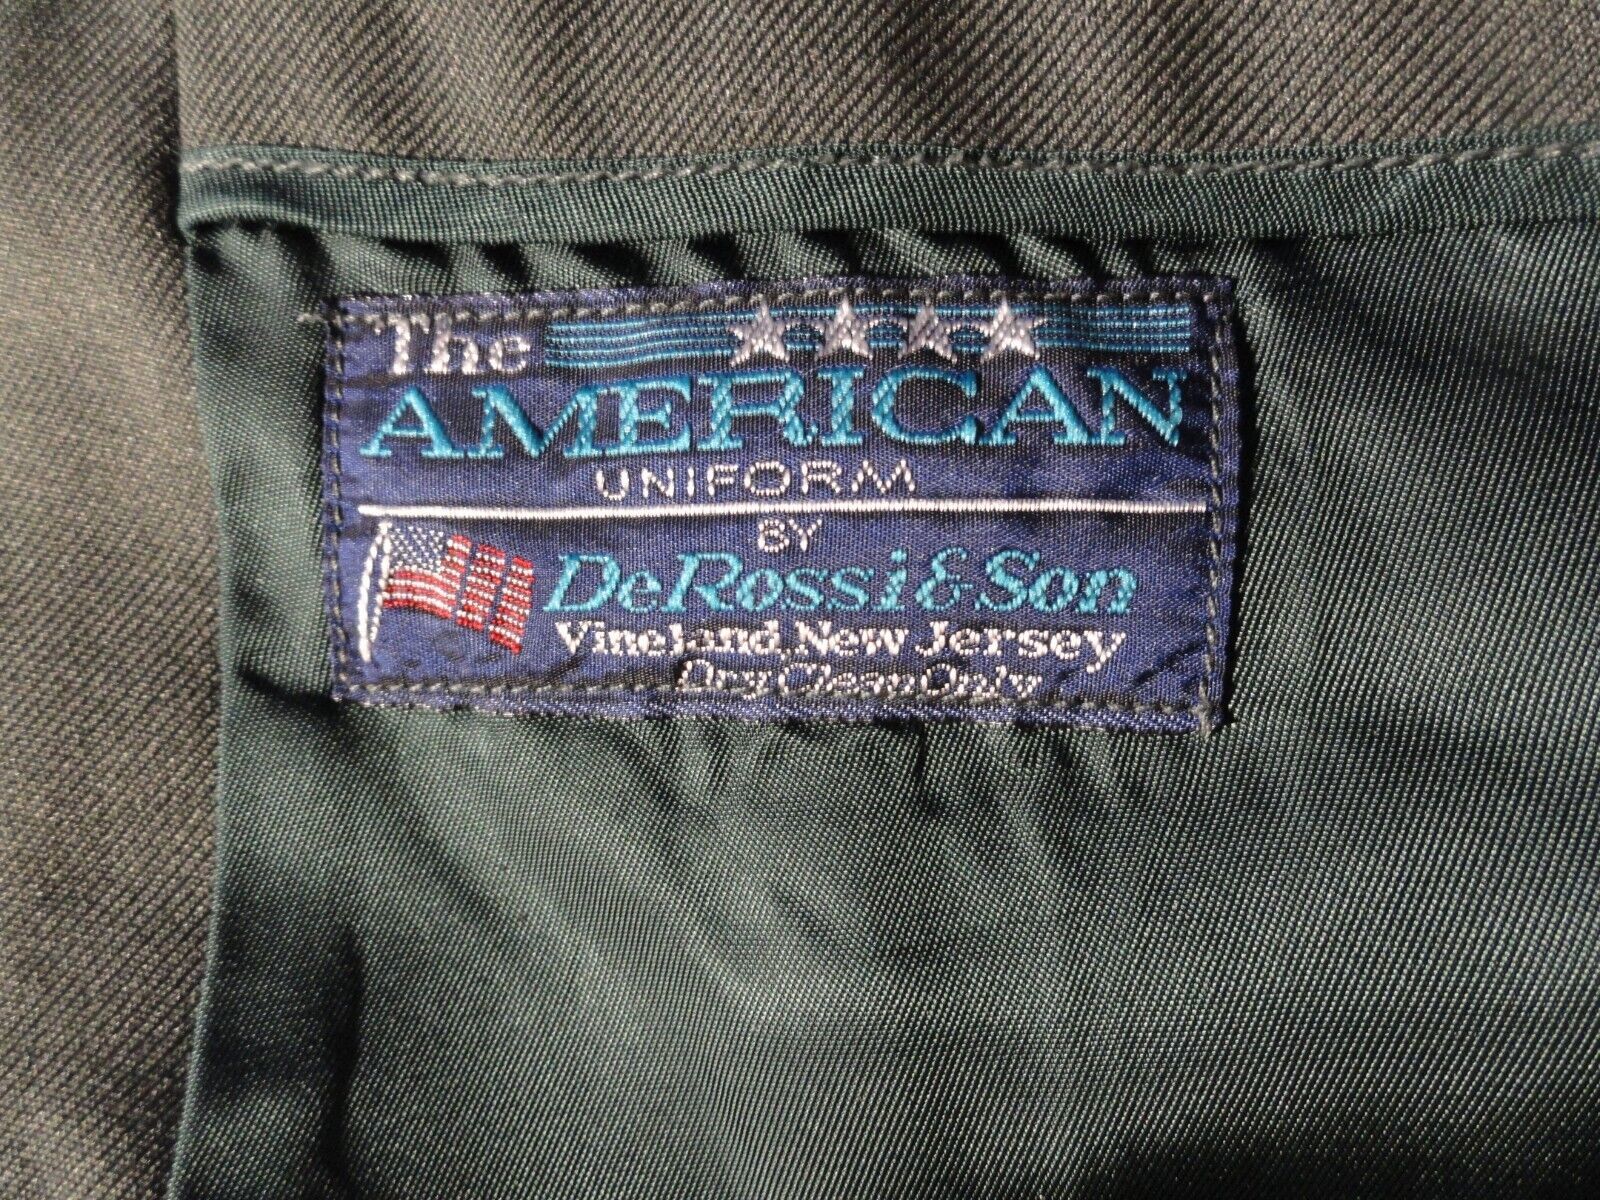 The
AMERICAN
UNIFORM
BY
DeRossi & Son
Vineland, New Jersey
Dry Clean Only